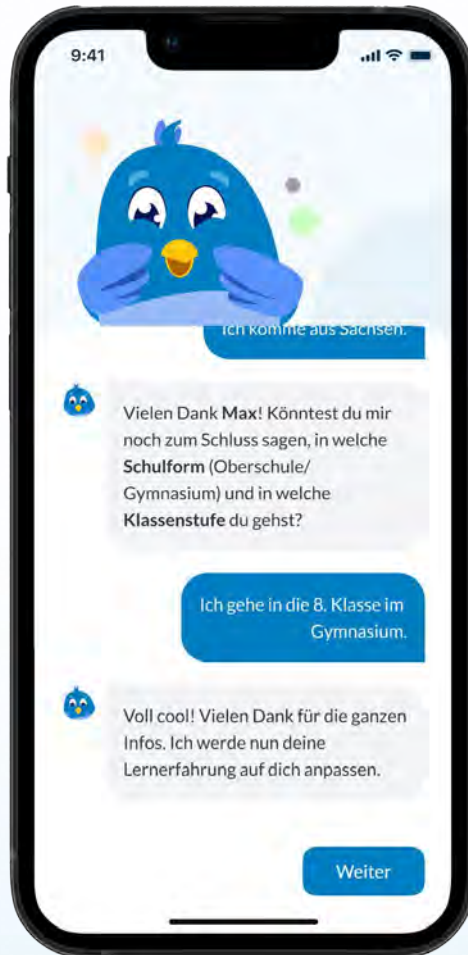 9:41
Ich komme aus Sachsen.
Vielen Dank Max! Könntest du mir
noch zum Schluss sagen, in welche
Schulform (Oberschule/
Gymnasium) und in welche
Klassenstufe du gehst?
Ich gehe in die 8. Klasse im
Gymnasium.
Voll cool! Vielen Dank für die ganzen
Infos. Ich werde nun deine
Lernerfahrung auf dich anpassen.
Weiter